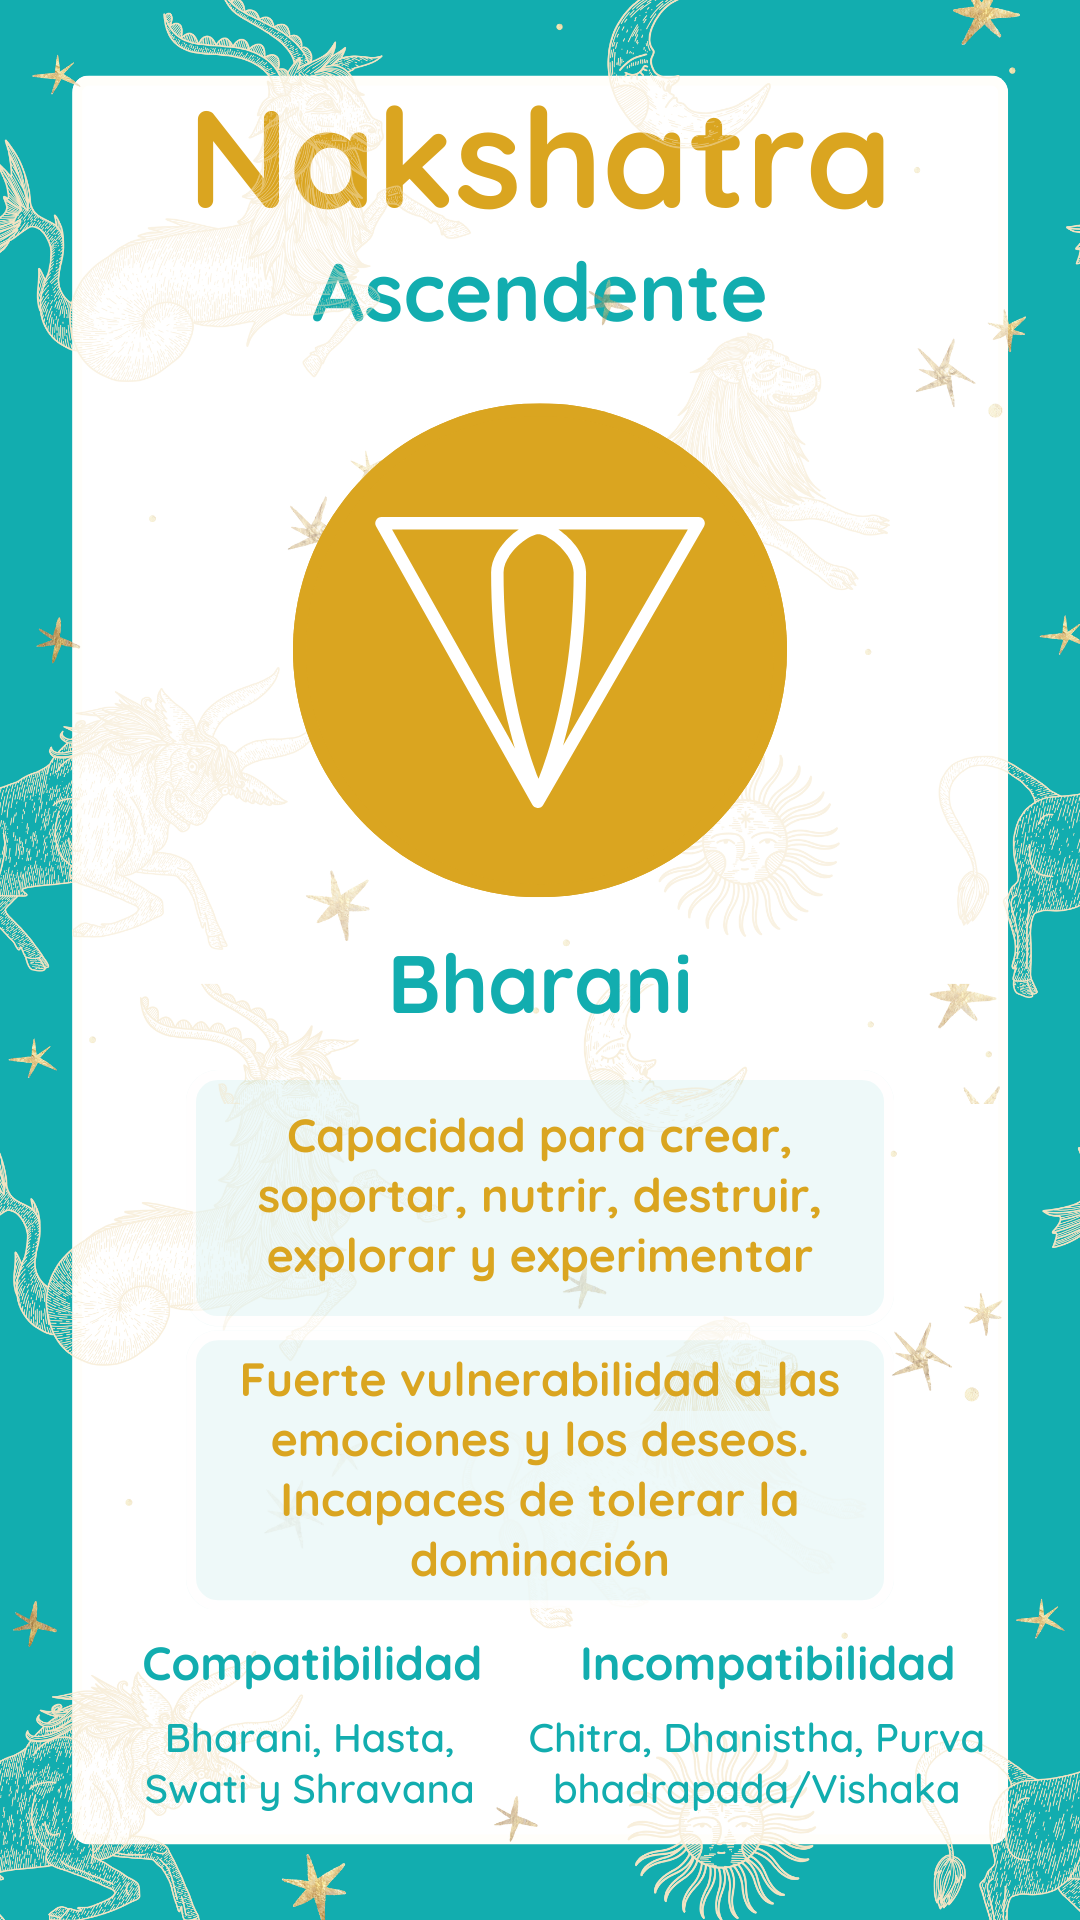 Nakshatra
Ascendente
Bharani
Capacidad para crear,
soportar, nutrir, destruir,
explorar y experimentar
Fuerte vulnerabilidad a las
emociones y los deseos.
Incapaces de tolerar la
dominación
Compatibilidad
Bharani, Hasta,
Swati y Shravana
Incompatibilidad
Chitra, Dhanistha, Purva
bhadrapada/Vishaka